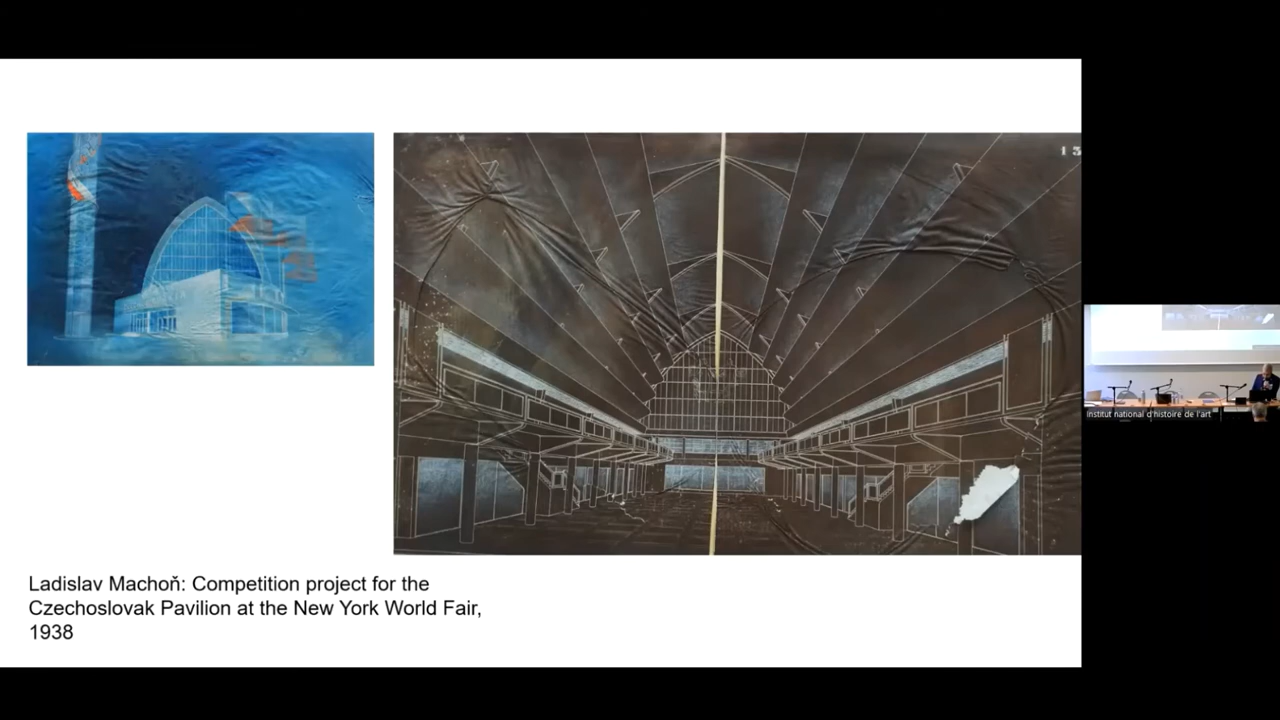 Ladislav Machoň: Competition project for the
Czechoslovak Pavilion at the New York World Fair,
1938
Institut national d'histoire de l'art